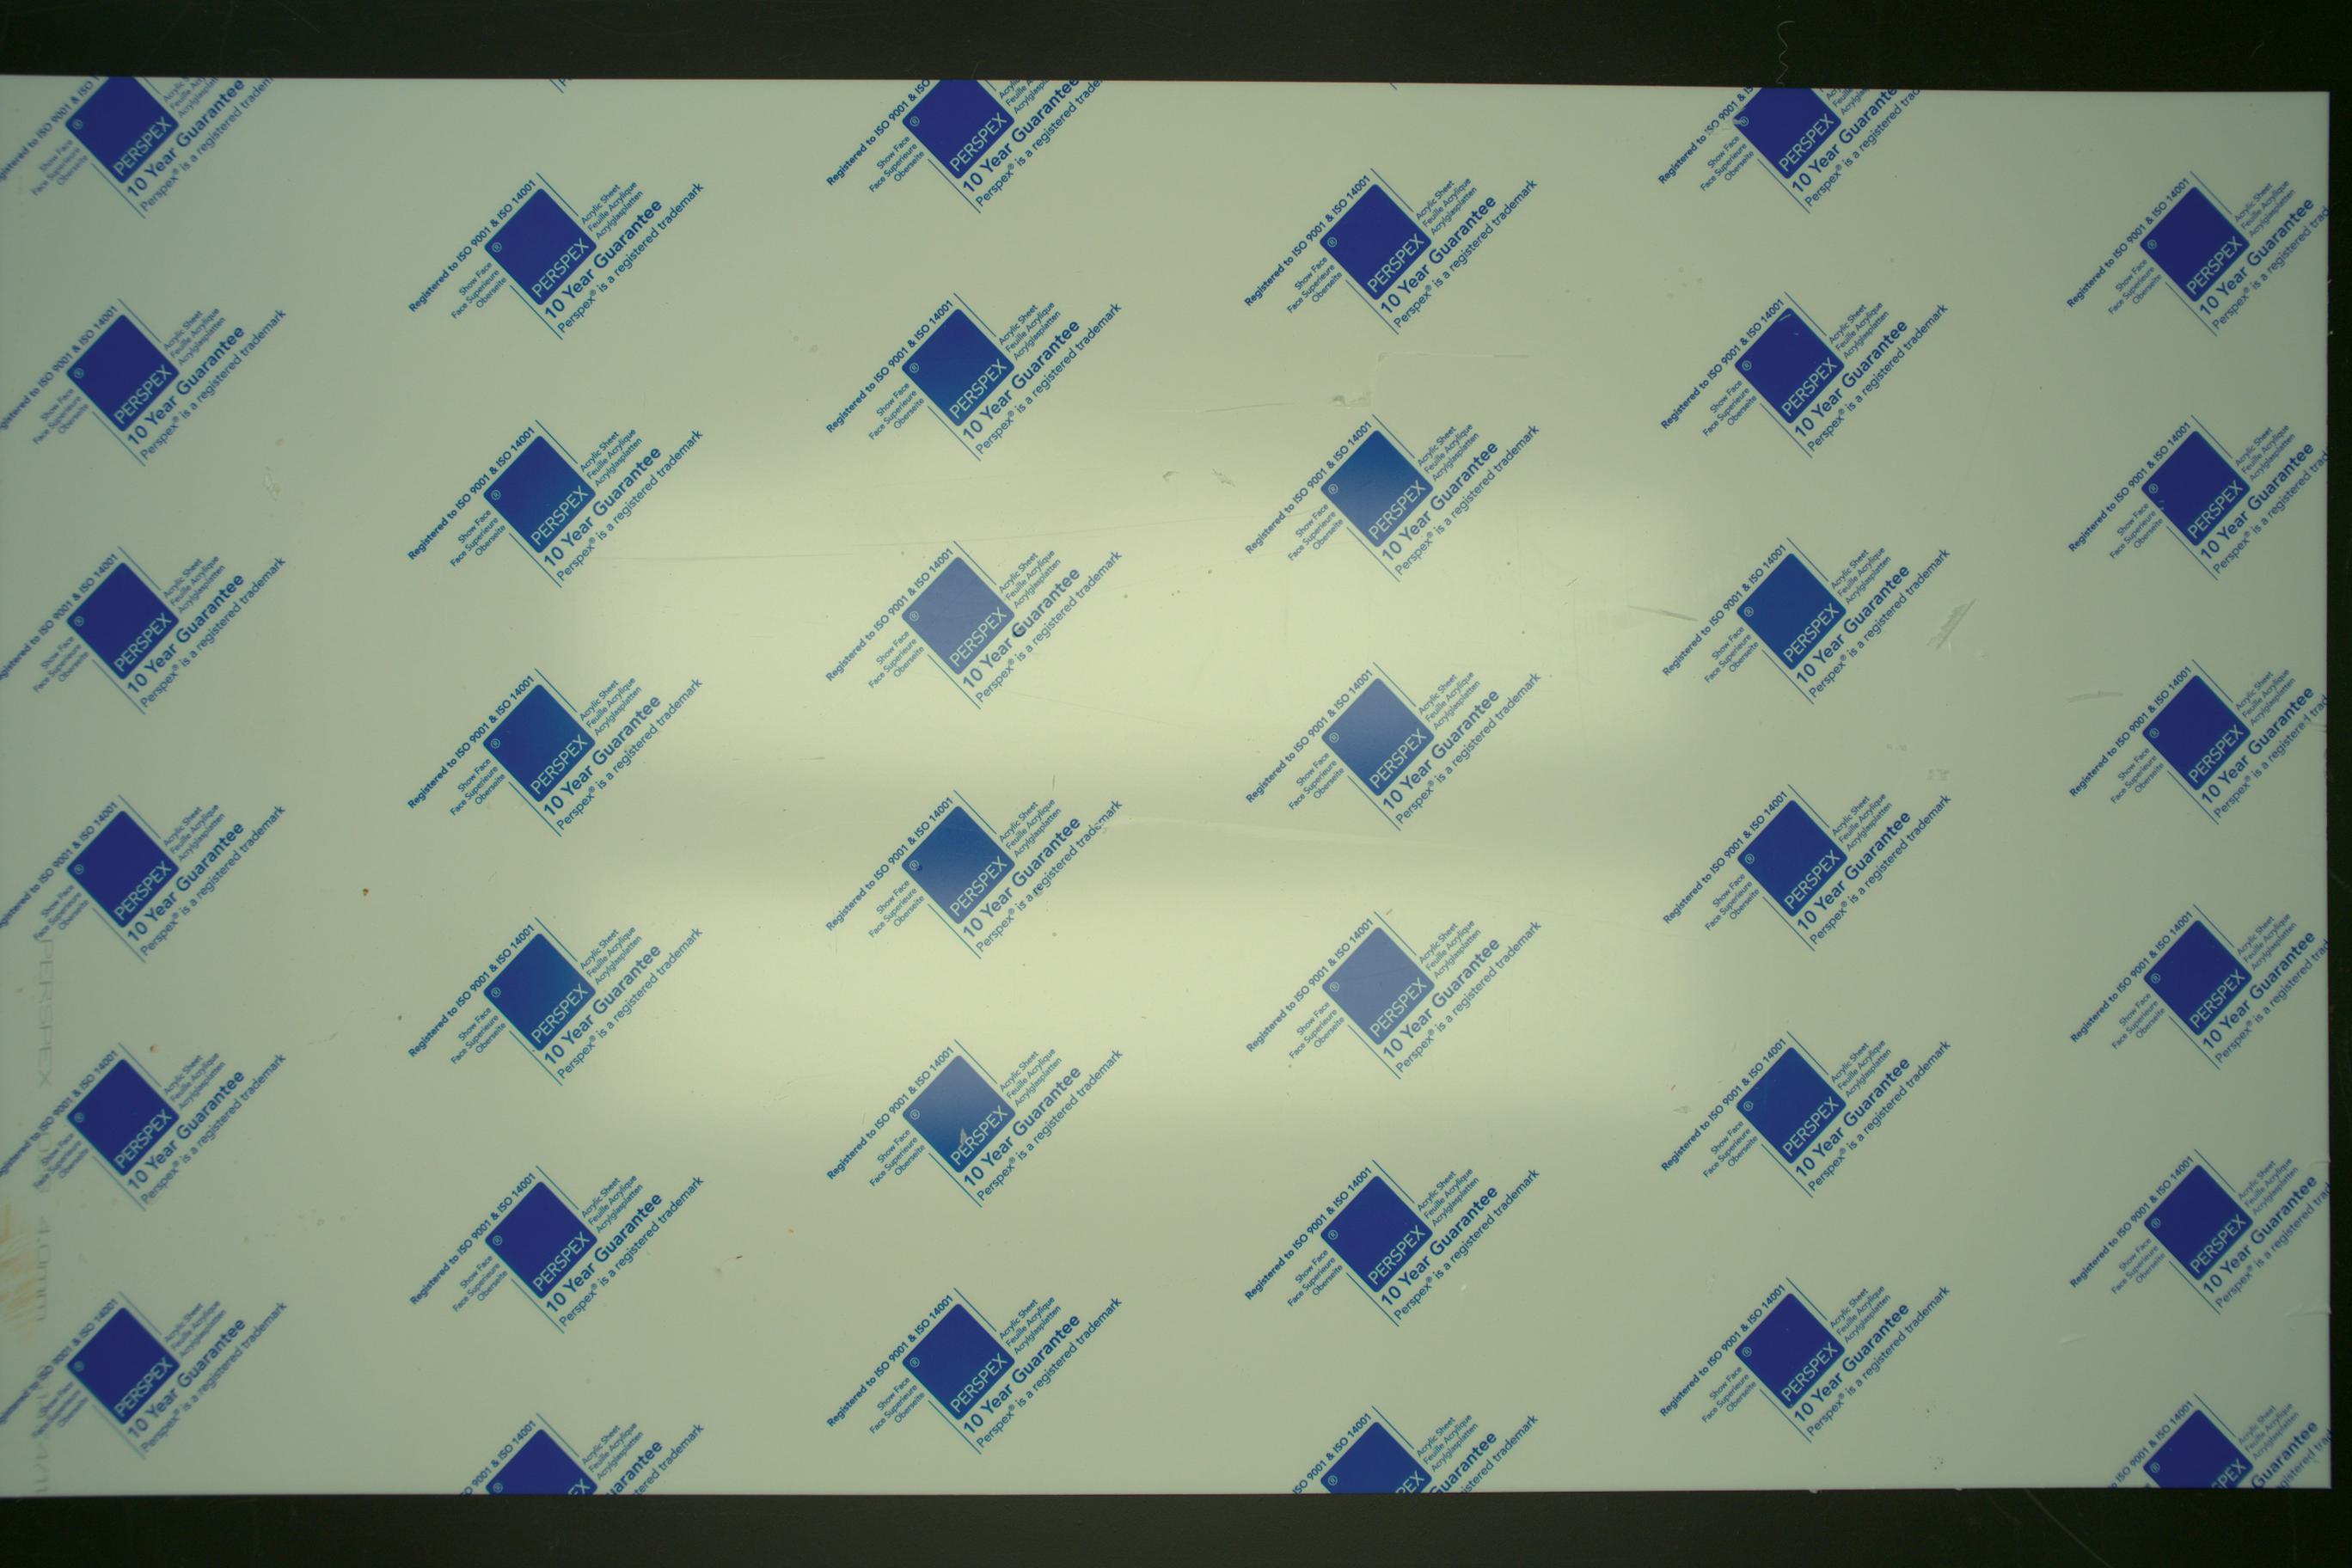 Registered to ISO 9001 & ISO 14001
Show Face
Face Superieure
Oberseite
®
PERSPEX
Acrylic Sheet
Feuille Acrylique
Acrylglasplatten
10 Year Guarantee
Perspex® is a registered trademark
PERSPEX
4.0mm